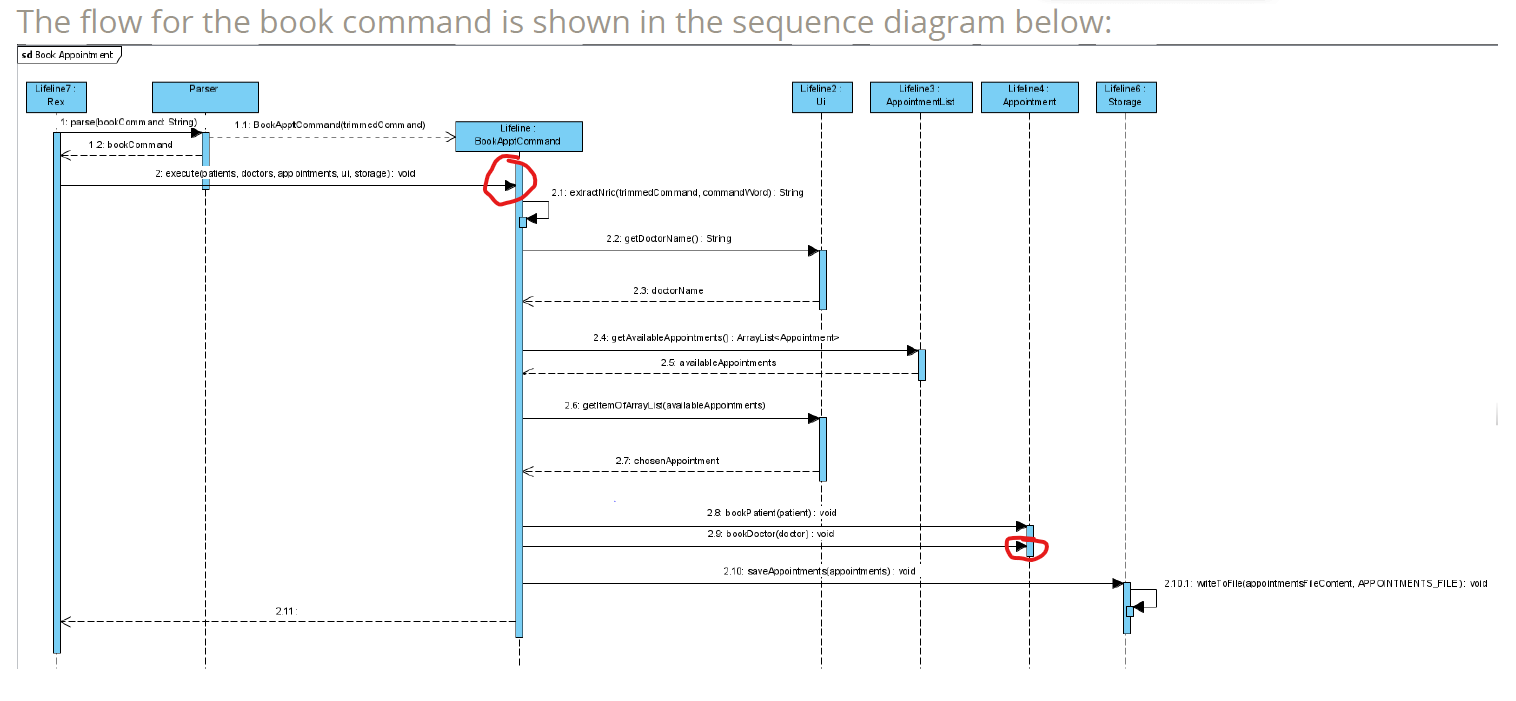 The flow for the book command is shown in the sequence diagram below:
sd Book Appointment
Lifeline7 :
Rex
Parser
Lifeline2 :
Ui
Lifeline3 :
AppointmentList
Lifeline4 :
Appointment
Lifeline6 :
Storage
1: parse(bookCommand: String)
1.1: BookApptCommand(trimmedCommand)
Lifeline :
BookApptCommand
1.2: bookCommand
2: execute(patients, doctors, appointments, ui, storage) : void
2.1: extractNric(trimmedCommand, commandWord) : String
2.2: getDoctorName() : String
2.3: doctorName
2.4: getAvailableAppointments() : ArrayList<Appointment>
2.5: availableAppointments
2.6: getItemOfArrayList(availableAppointments)
2.7: chosenAppointment
2.8: bookPatient(patient) : void
2.9: bookDoctor(doctor) : void
2.10: saveAppointments(appointments) : void
2.10.1: writeToFile(appointmentsFileContent, APPOINTMENTS_FILE) : void
2.11: